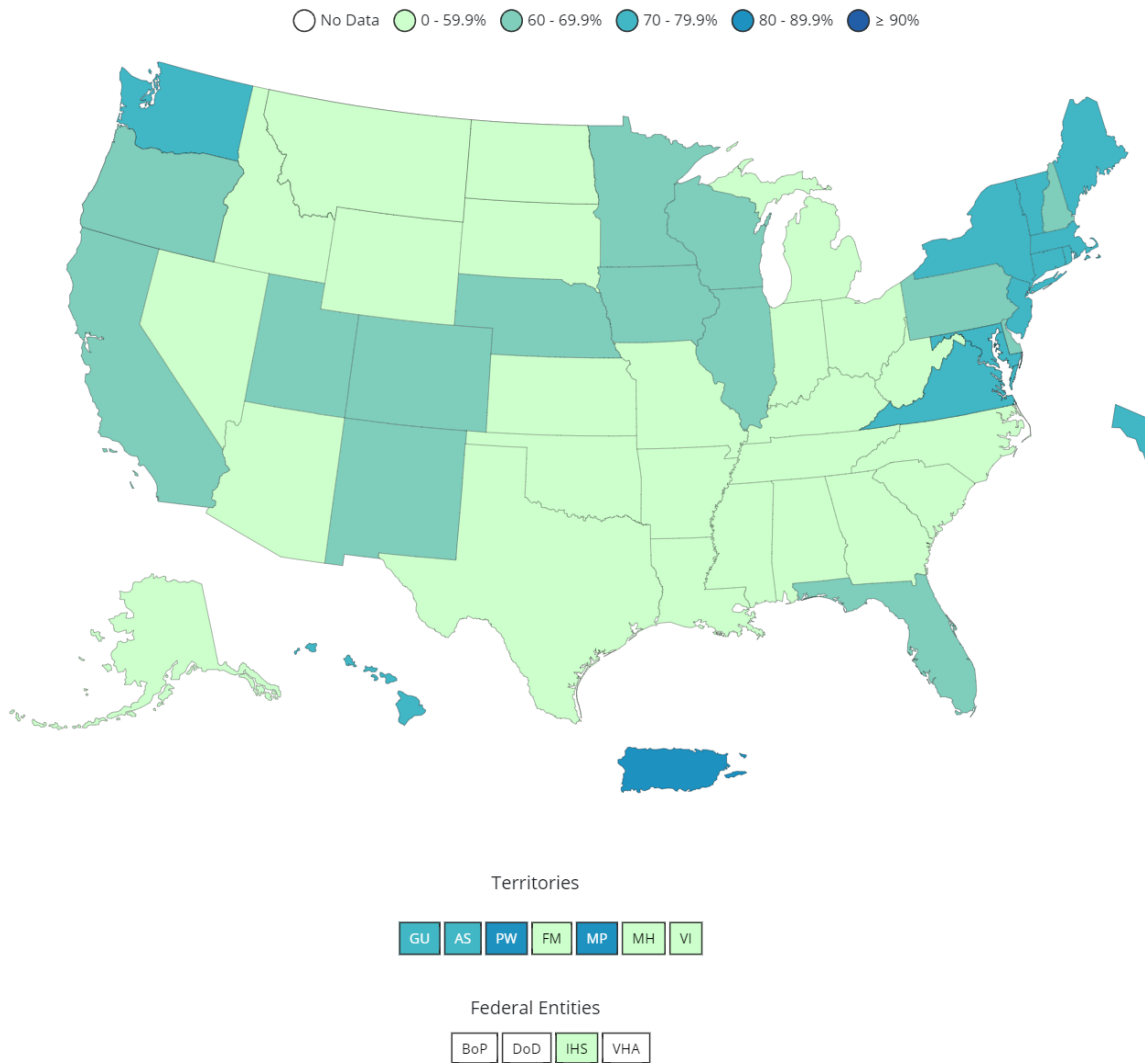 No Data 0 - 59.9% 60 - 69.9% 70 - 79.9% 80 - 89.9% ≥ 90%
Territories
GU AS PW FM MP MH VI
Federal Entities
BoP DoD IHS VHA